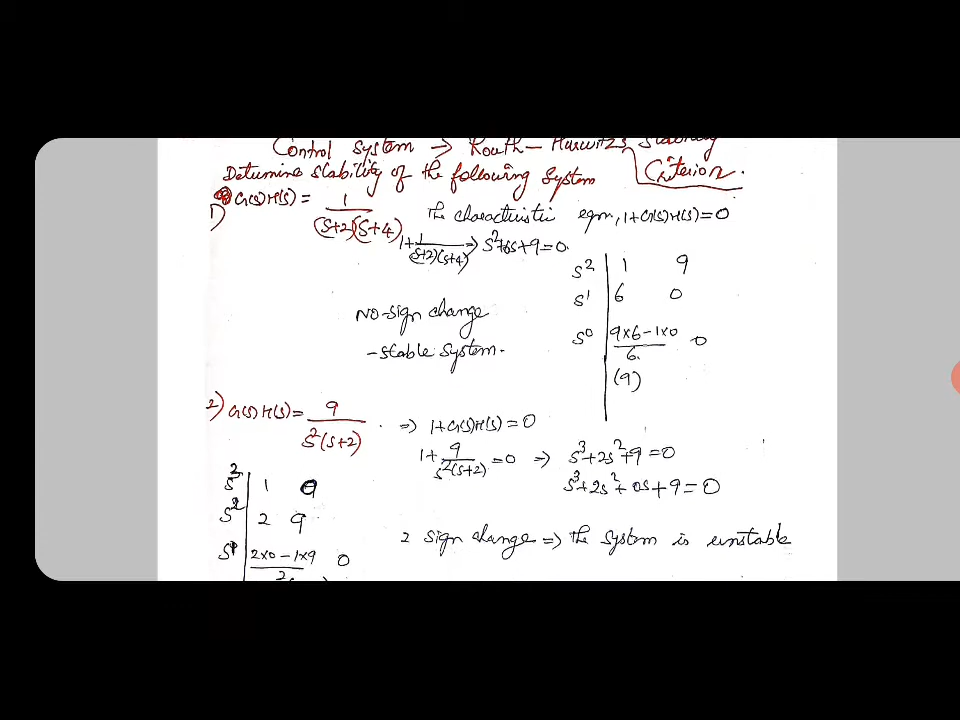 Control System → Routh-Hurwitz Stability
Criterion.
Determine stability of the following System
1) G(s)H(s) = 1/(S+2)(S+4)
The characteristic eqn, 1+G(s)H(s)=0
1+1/(S+2)(S+4) ⇒ S²+6s+9=0.
S² | 1 9
S¹ | 6 0
S⁰ | 9×6-1×0/6. 0
(9)
No-sign change
-stable system.
2) G(s)H(s)= 9/S²(S+2) . ⇒ 1+G(s)H(s)=0
1+9/S²(S+2)=0 ⇒ S³+2s²+9=0
S³+2s²+0s+9=0
S³ | 1 0
S² | 2 9
S¹ | 2×0-1×9/2 0
2 sign change ⇒ The system is unstable